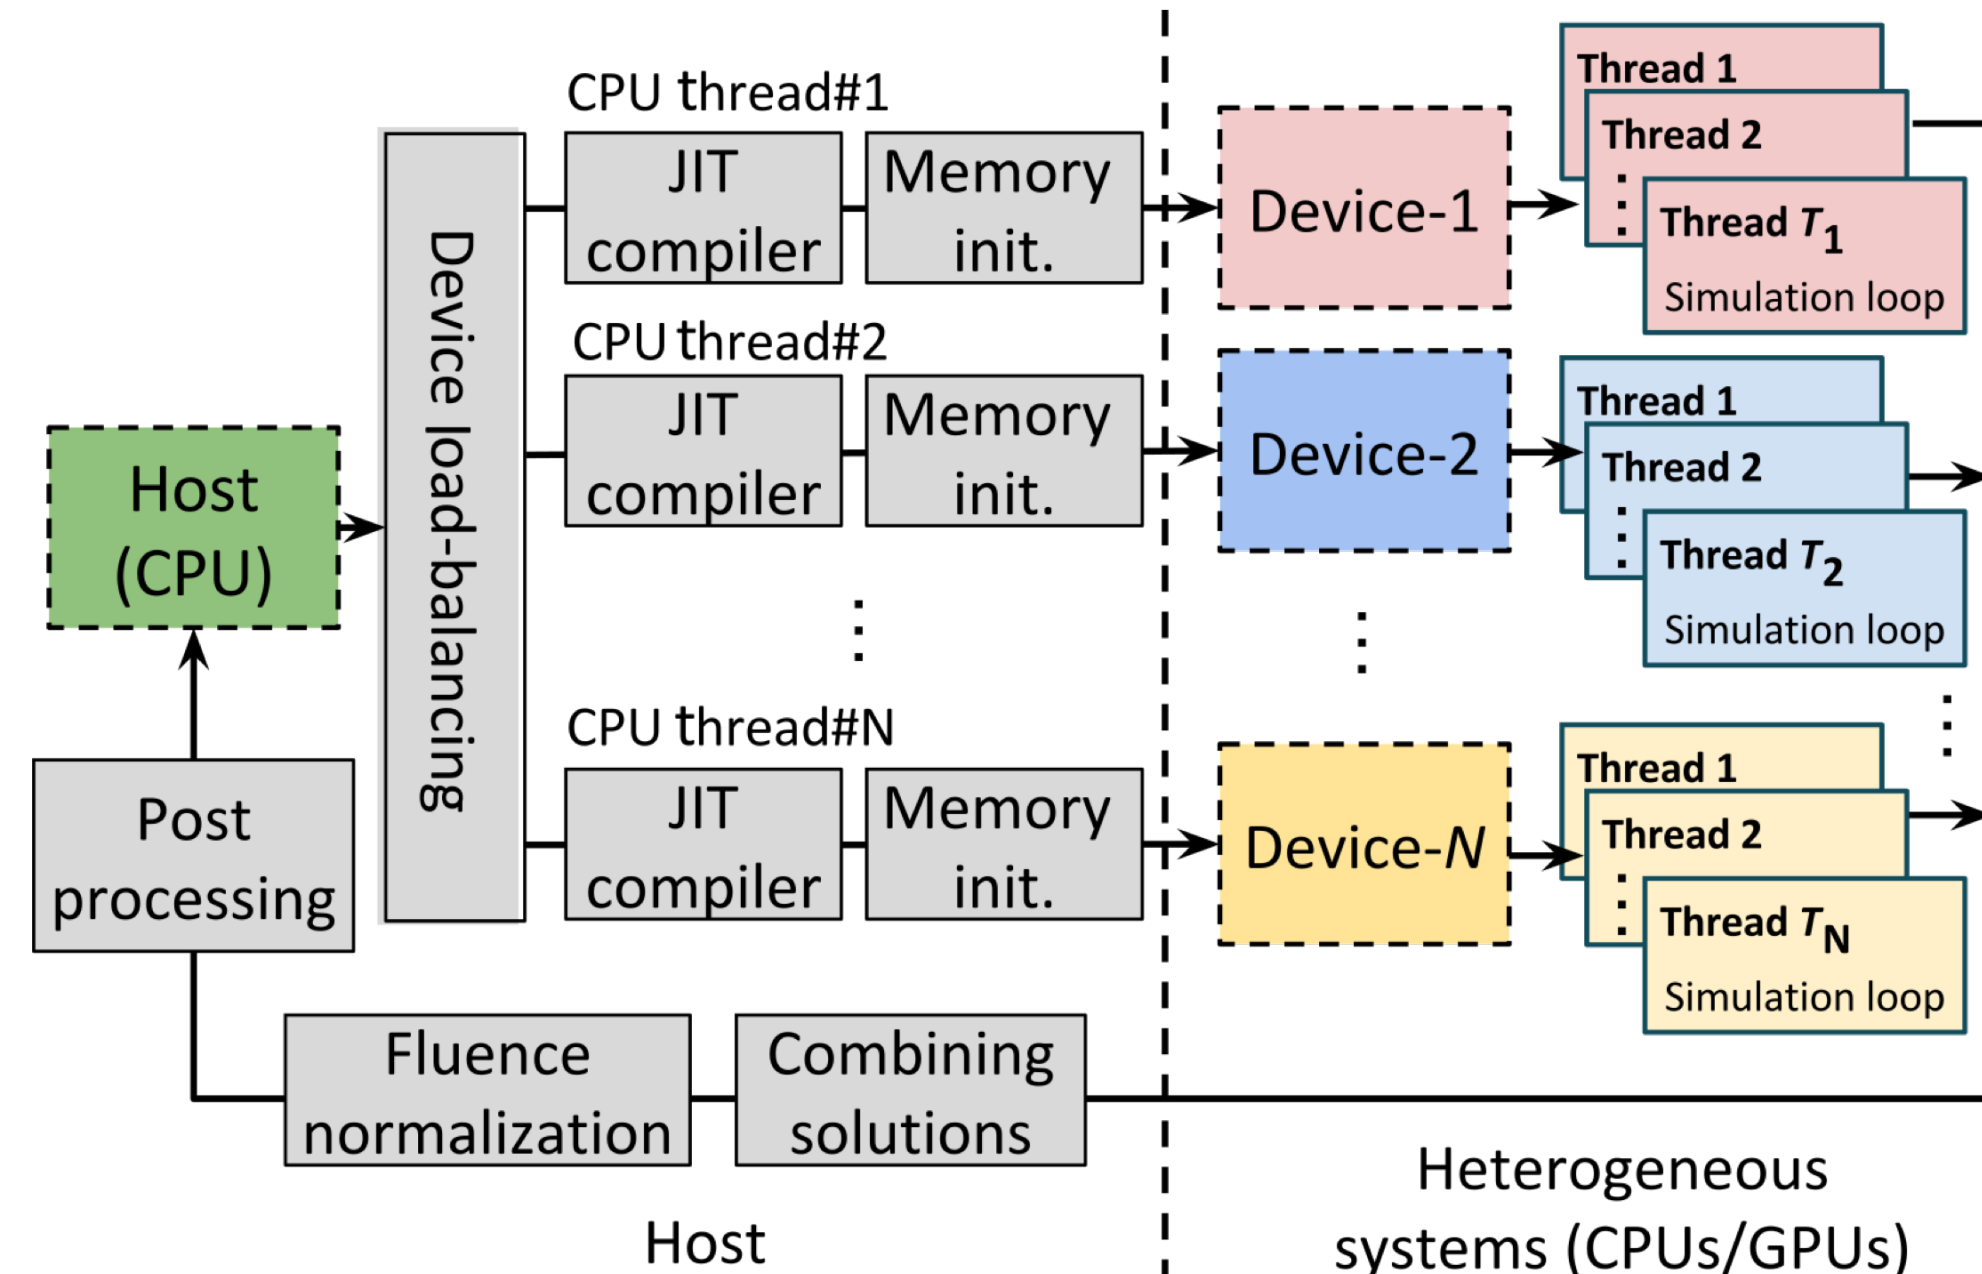 CPU thread#1
JIT
compiler
Memory
init.
Device-1
Thread 1
Thread 2
Thread T1
Simulation loop
CPU thread#2
JIT
compiler
Memory
init.
Device-2
Thread 1
Thread 2
Thread T2
Simulation loop
Host
(CPU)
Device load-balancing
CPU thread#N
JIT
compiler
Memory
init.
Device-N
Thread 1
Thread 2
Thread TN
Simulation loop
Post
processing
Fluence
normalization
Combining
solutions
Host
Heterogeneous
systems (CPUs/GPUs)